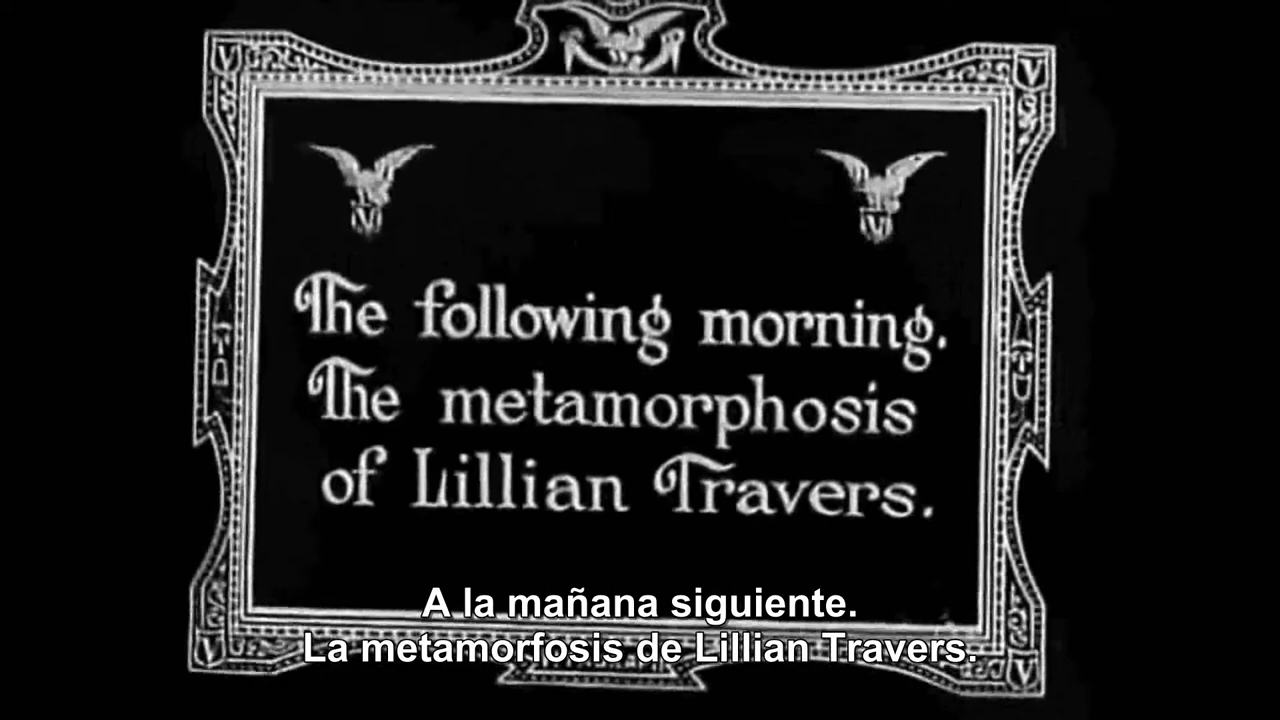 The following morning.
The metamorphosis
of Lillian Travers.
A la mañana siguiente.
La metamorfosis de Lillian Travers.